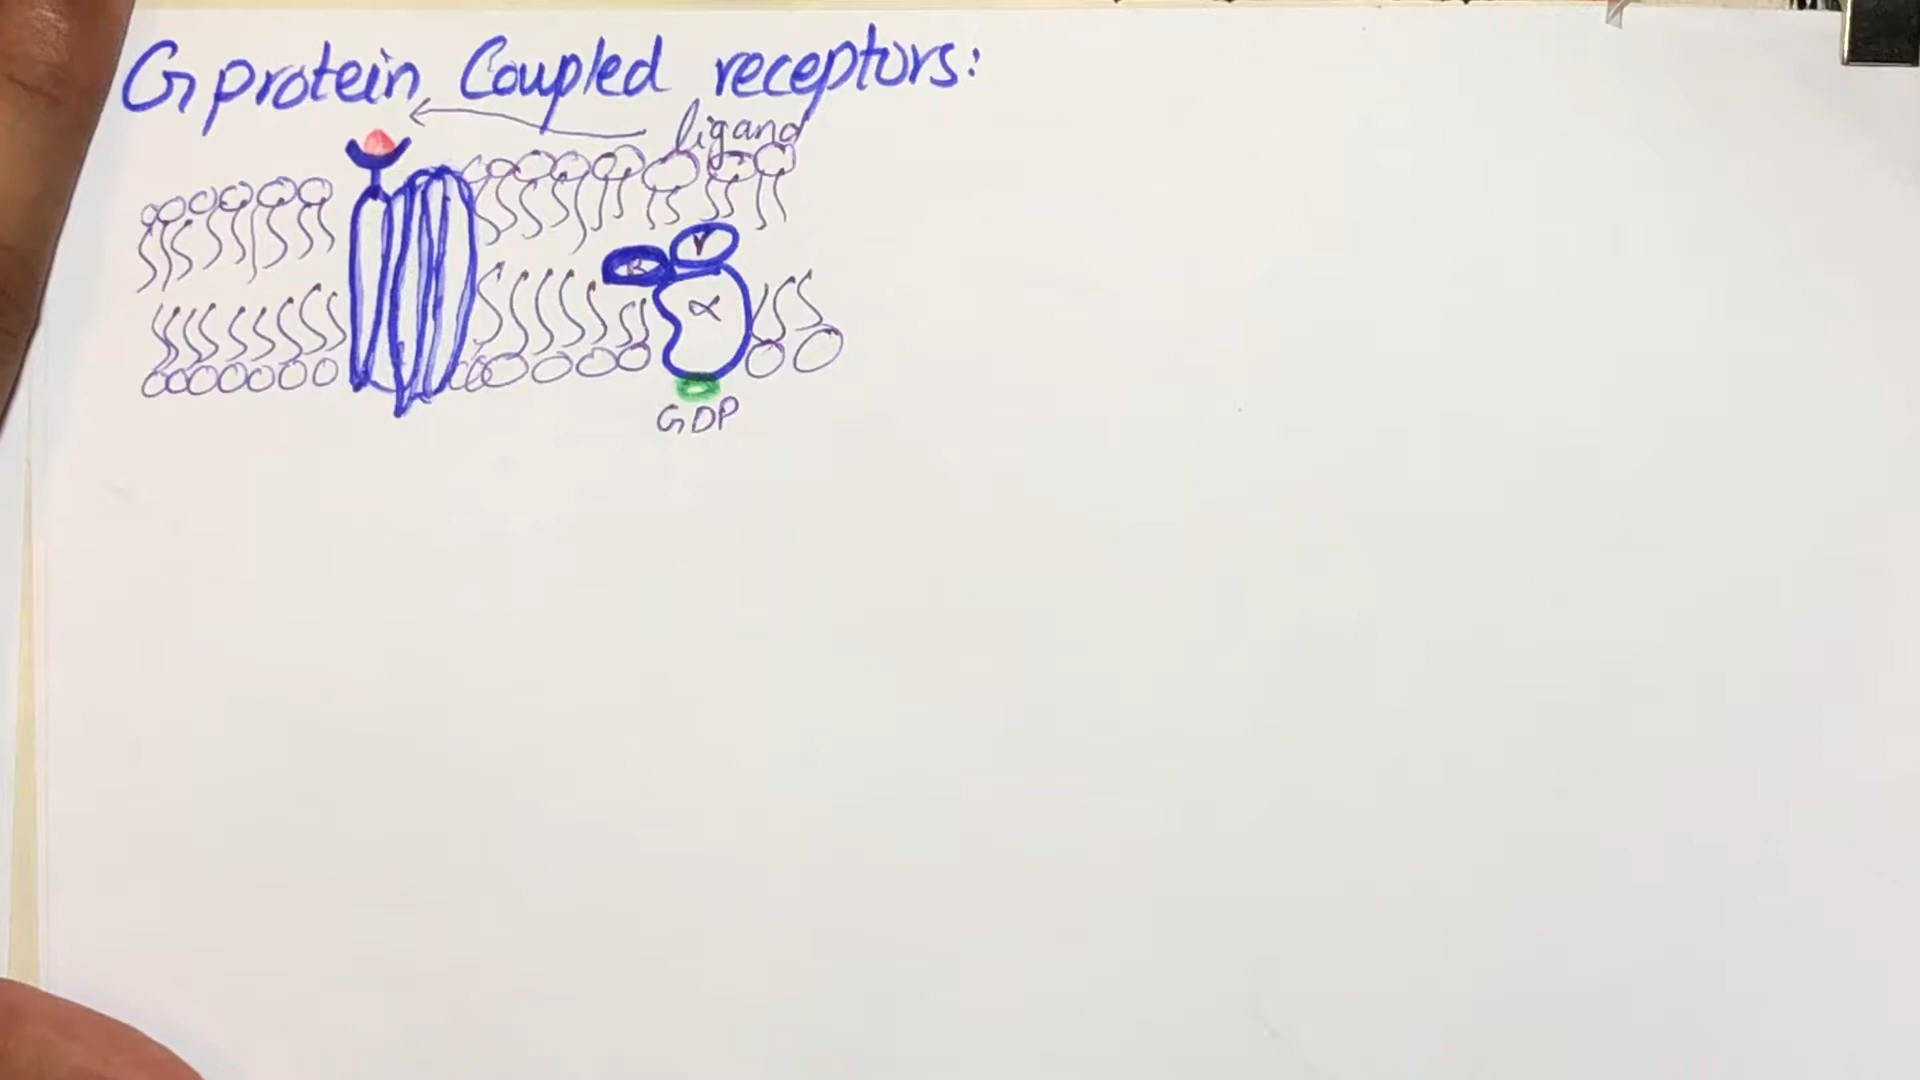 G protein Coupled receptors:
ligand
γ
β
α
GDP